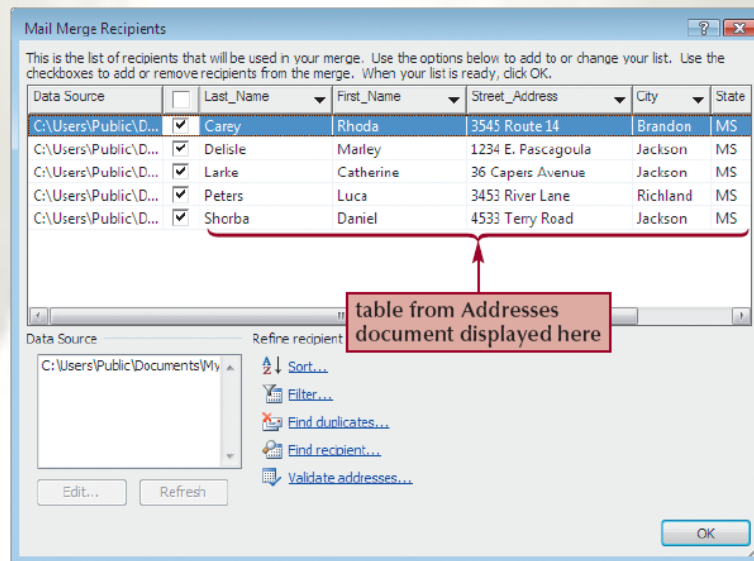 Mail Merge Recipients
This is the list of recipients that will be used in your merge. Use the options below to add to or change your list. Use the
checkboxes to add or remove recipients from the merge. When your list is ready, click OK.
Data Source Last_Name First_Name Street_Address City State
C:\Users\Public\D... Carey Rhoda 3545 Route 14 Brandon MS
C:\Users\Public\D... Delisle Marley 1234 E. Pascagoula Jackson MS
C:\Users\Public\D... Larke Catherine 36 Capers Avenue Jackson MS
C:\Users\Public\D... Peters Luca 3453 River Lane Richland MS
C:\Users\Public\D... Shorba Daniel 4533 Terry Road Jackson MS
table from Addresses
document displayed here
Data Source Refine recipient
C:\Users\Public\Documents\My
Sort...
Filter...
Find duplicates...
Find recipient...
Validate addresses...
Edit... Refresh
OK